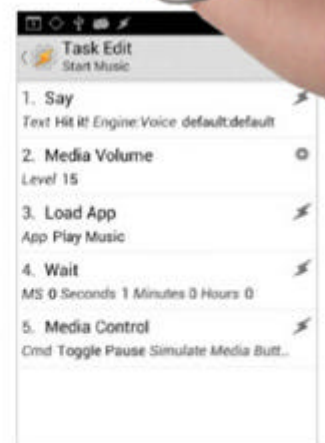 Task Edit
Start Music
1. Say
Text Hit it! Engine:Voice default:default
2. Media Volume
Level 15
3. Load App
App Play Music
4. Wait
MS 0 Seconds 1 Minutes 0 Hours 0
5. Media Control
Cmd Toggle Pause Simulate Media Butt...